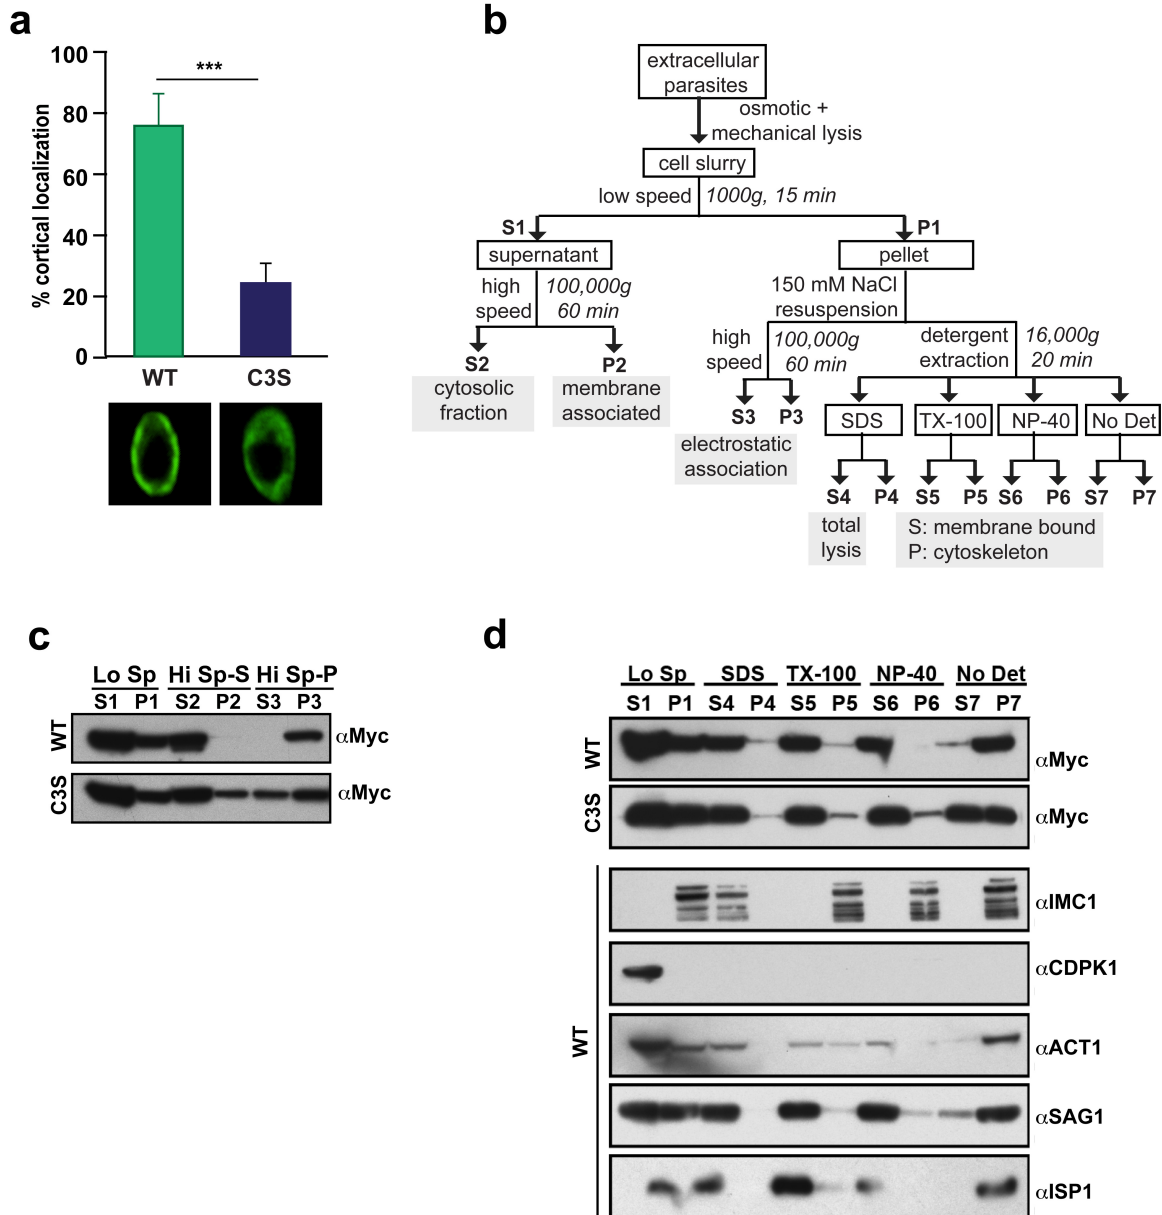 a
% cortical localization
100
80
60
40
20
0
***
WT
C3S
b
extracellular
parasites
osmotic +
mechanical lysis
cell slurry
low speed
1000g, 15 min
S1
P1
supernatant
pellet
high
speed
100,000g
60 min
150 mM NaCl
resuspension
S2
P2
cytosolic
fraction
membrane
associated
high
speed
100,000g
60 min
detergent
extraction
16,000g
20 min
S3 P3
electrostatic
association
SDS
TX-100
NP-40
No Det
S4 P4 S5 P5 S6 P6 S7 P7
total
lysis
S: membrane bound
P: cytoskeleton
c
Lo Sp Hi Sp-S Hi Sp-P
S1 P1 S2 P2 S3 P3
WT
αMyc
C3S
αMyc
d
Lo Sp SDS TX-100 NP-40 No Det
S1 P1 S4 P4 S5 P5 S6 P6 S7 P7
WT
αMyc
C3S
αMyc
WT
αIMC1
αCDPK1
αACT1
αSAG1
αISP1